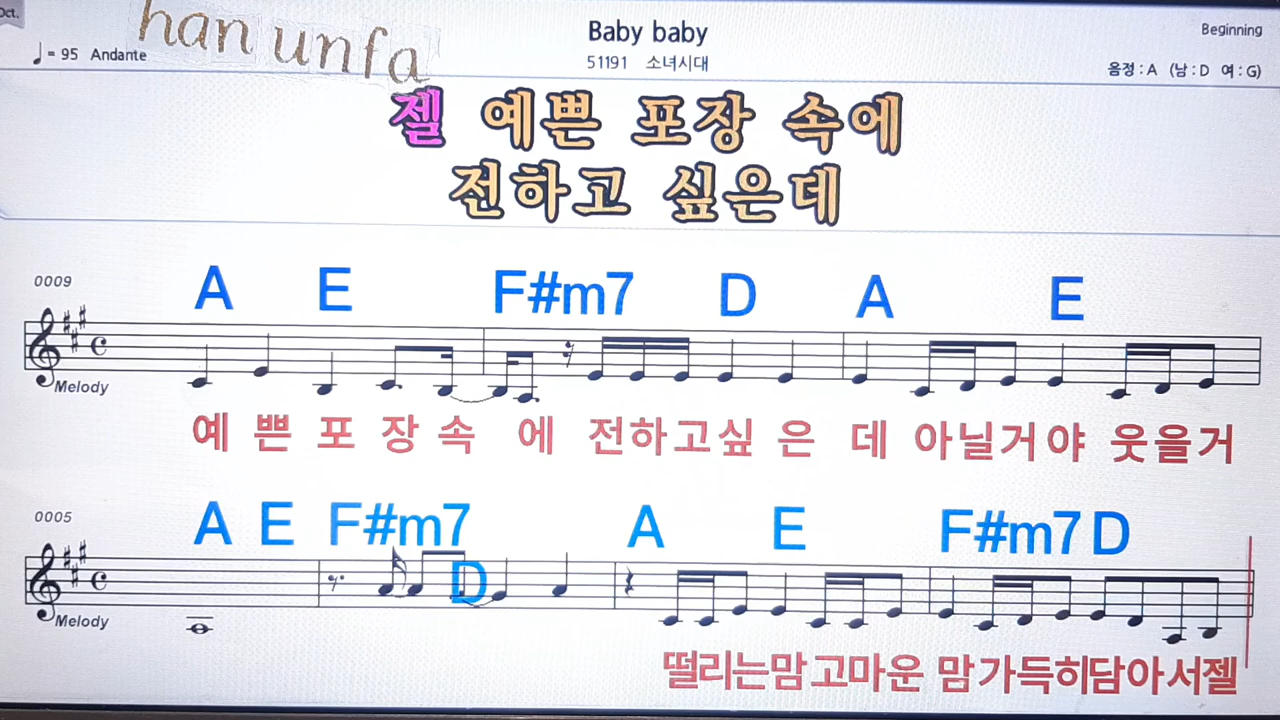 Oct.
han unfa
Baby baby
Beginning
♩= 95 Andante
51191 소녀시대
음정 : A (남 : D 여 : G)
젤 예쁜 포장 속에
전하고 싶은데
0009
A E F#m7 D A E
Melody
예 쁜 포 장 속 에 전하고싶 은 데 아닐거야 웃을거
0005
A E F#m7 D A E F#m7 D
Melody
떨리는맘고마운 맘가득히담아서젤